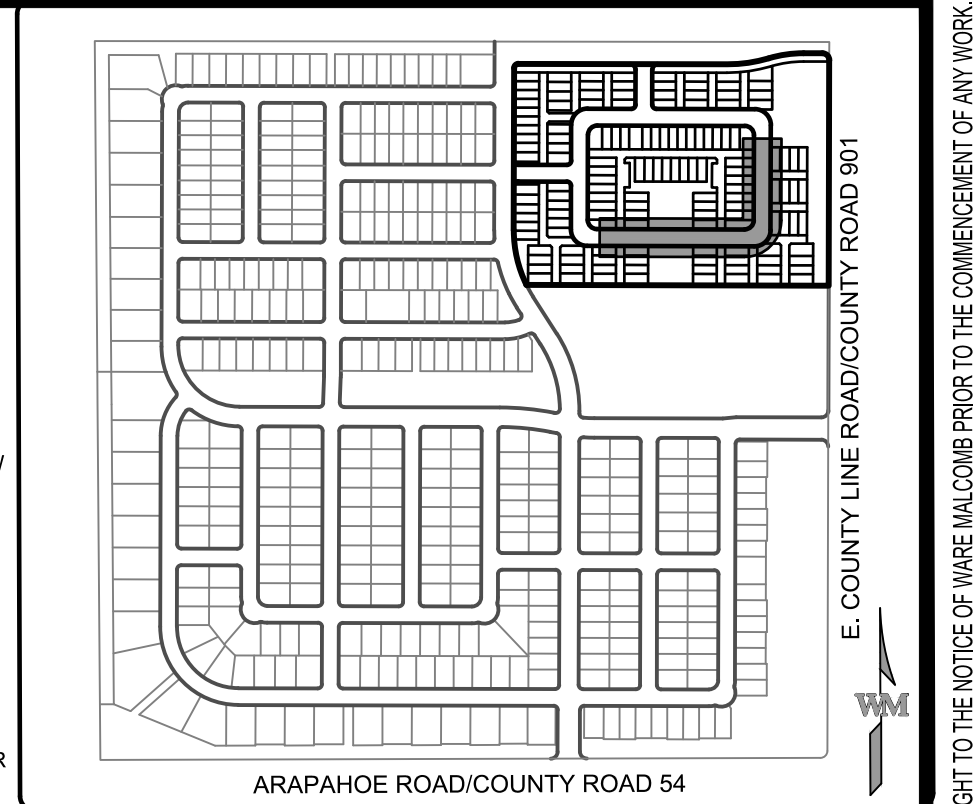 E. COUNTY LINE ROAD/COUNTY ROAD 901
ARAPAHOE ROAD/COUNTY ROAD 54
WM
GHT TO THE NOTICE OF WARE MALCOMB PRIOR TO THE COMMENCEMENT OF ANY WORK.
/
R